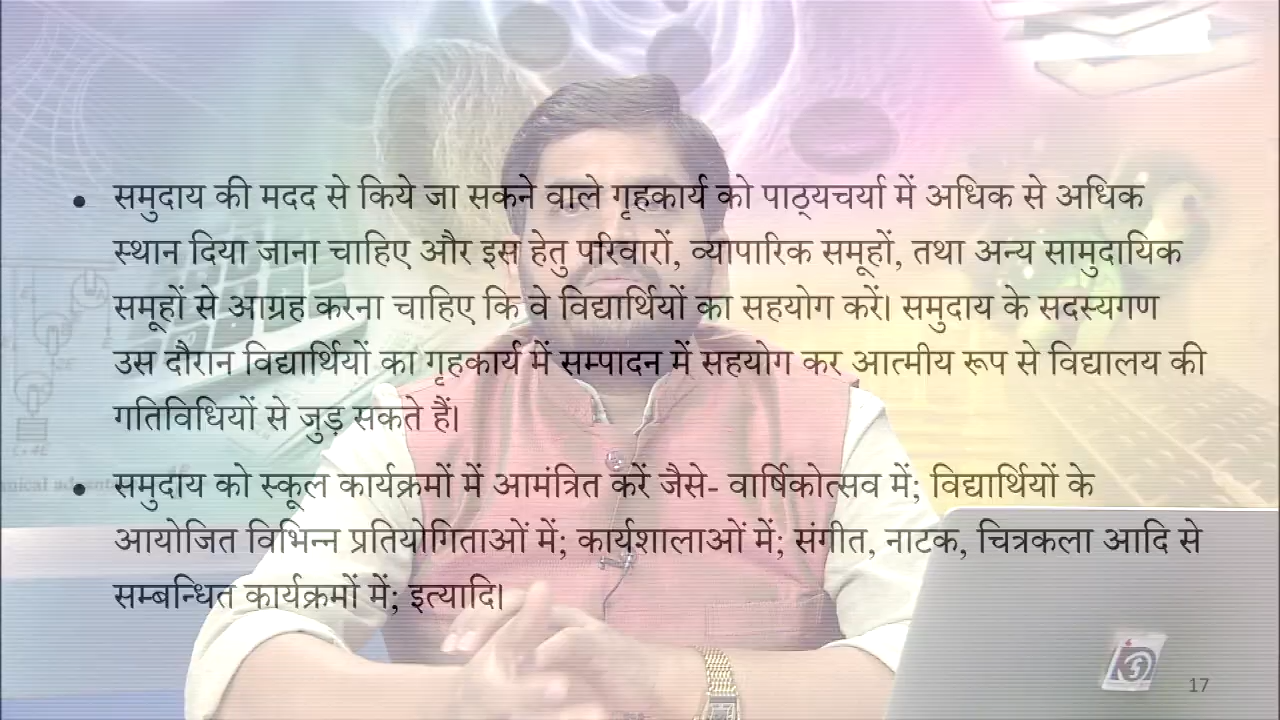 • समुदाय की मदद से किये जा सकने वाले गृहकार्य को पाठ्यचर्या में अधिक से अधिक
स्थान दिया जाना चाहिए और इस हेतु परिवारों, व्यापारिक समूहों, तथा अन्य सामुदायिक
समूहों से आग्रह करना चाहिए कि वे विद्यार्थियों का सहयोग करें। समुदाय के सदस्यगण
उस दौरान विद्यार्थियों का गृहकार्य में सम्पादन में सहयोग कर आत्मीय रूप से विद्यालय की
गतिविधियों से जुड़ सकते हैं।
• समुदाय को स्कूल कार्यक्रमों में आमंत्रित करें जैसे- वार्षिकोत्सव में; विद्यार्थियों के
आयोजित विभिन्न प्रतियोगिताओं में; कार्यशालाओं में; संगीत, नाटक, चित्रकला आदि से
सम्बन्धित कार्यक्रमों में; इत्यादि।
17